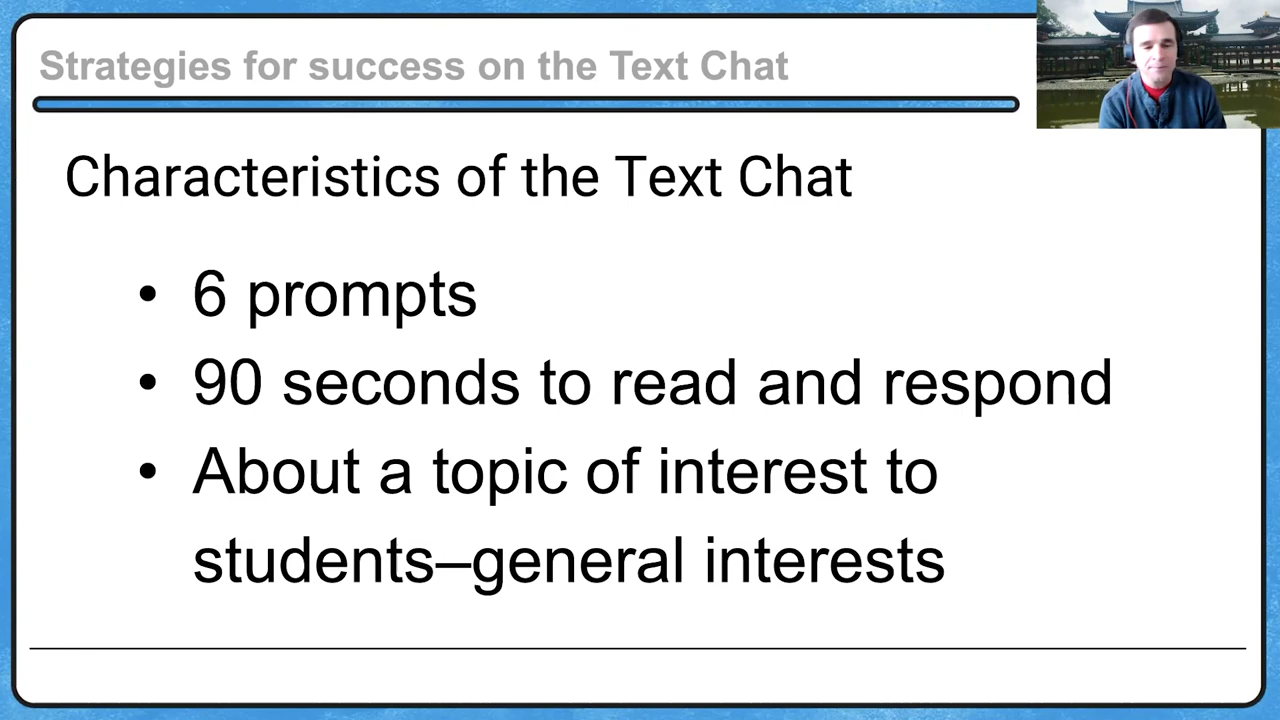 Strategies for success on the Text Chat
Characteristics of the Text Chat
• 6 prompts
• 90 seconds to read and respond
• About a topic of interest to
students–general interests